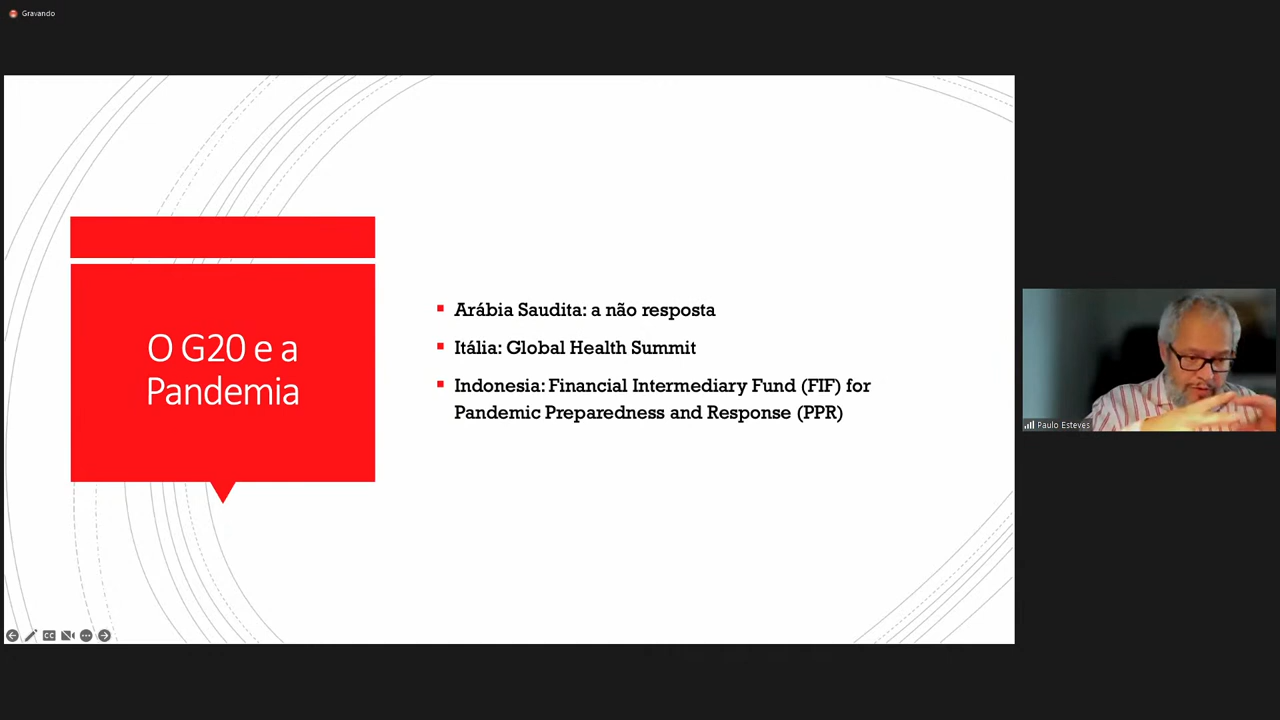 Gravando
O G20 e a
Pandemia
Arábia Saudita: a não resposta
Itália: Global Health Summit
Indonesia: Financial Intermediary Fund (FIF) for
Pandemic Preparedness and Response (PPR)
Paulo Esteves
CC